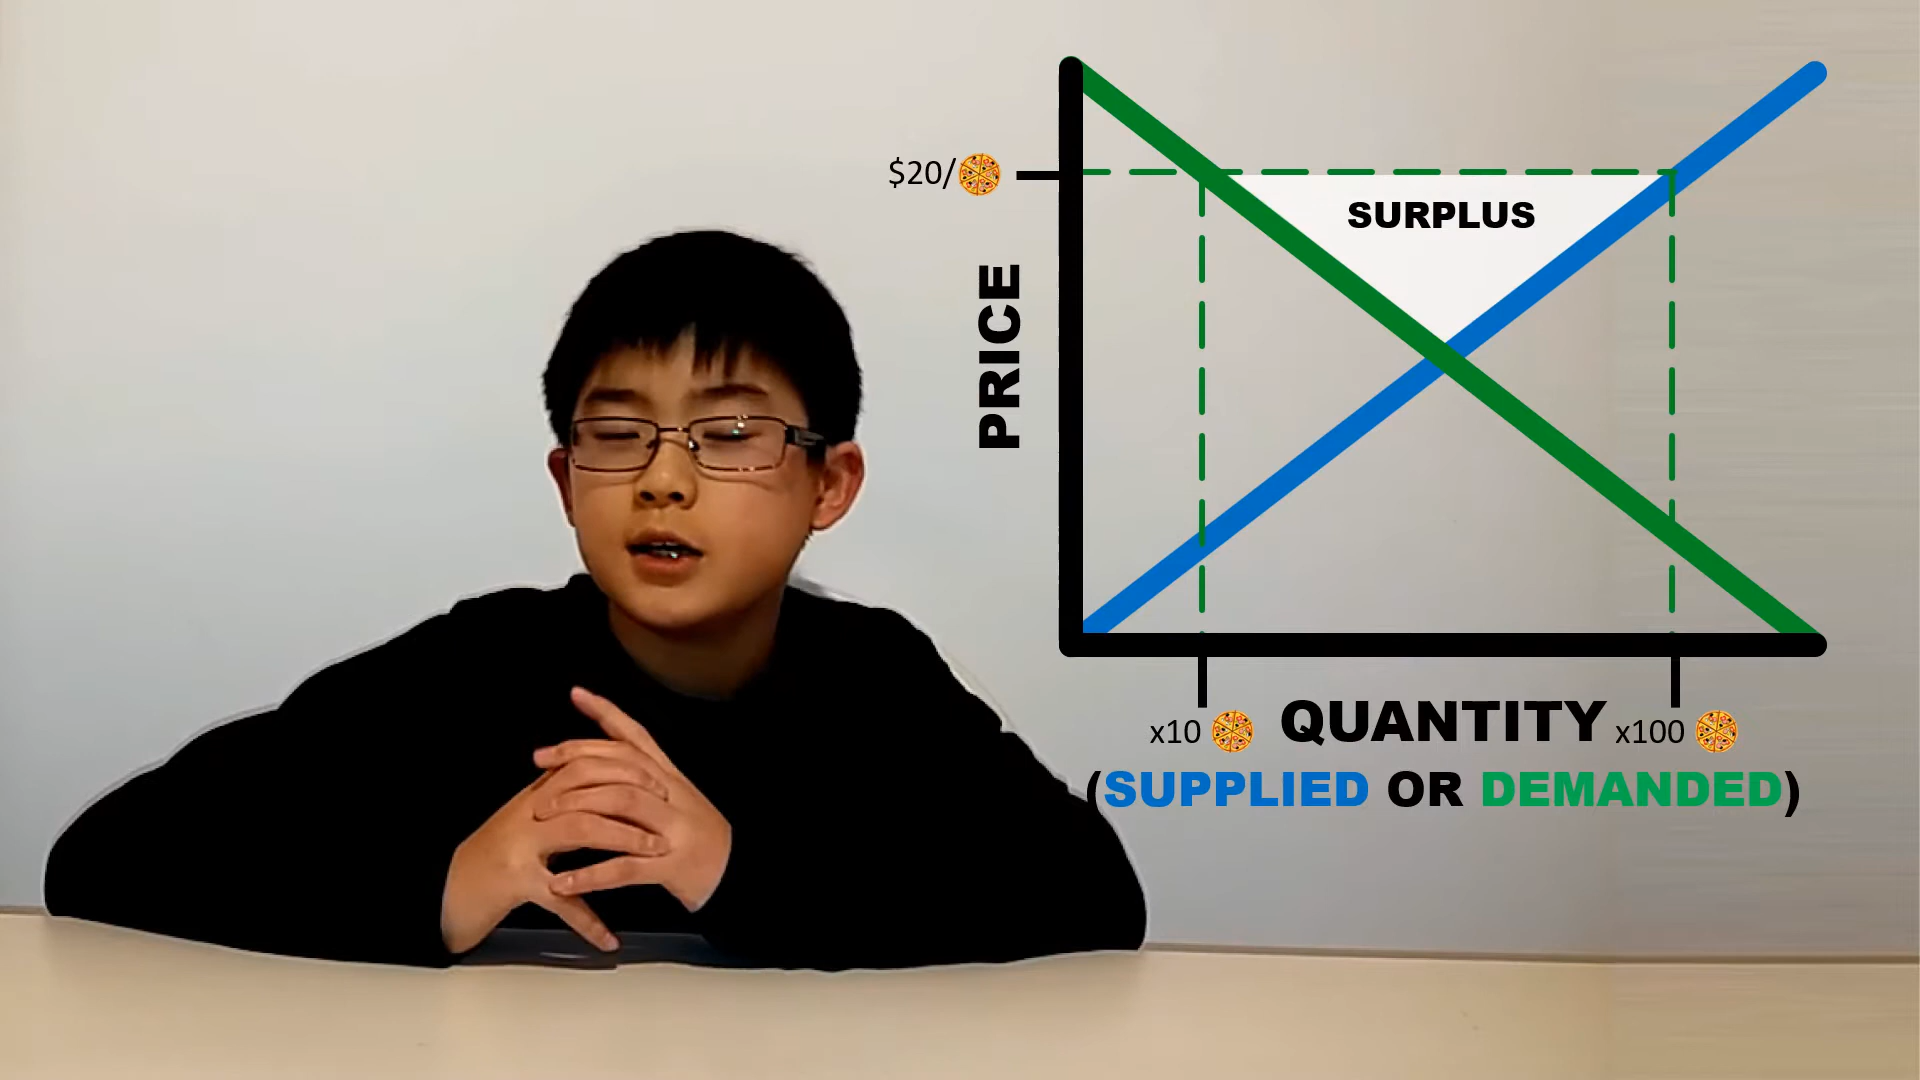 $20/
SURPLUS
PRICE
x10
QUANTITY
x100
(SUPPLIED OR DEMANDED)